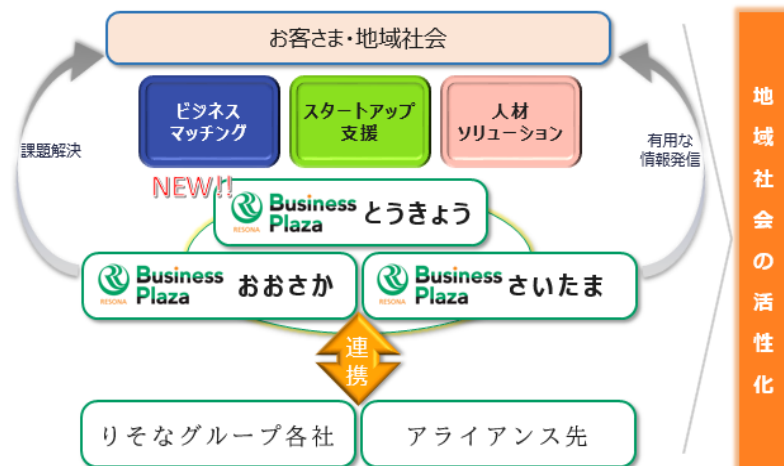 お客さま・地域社会
ビジネス
マッチング
スタートアップ
支援
人材
ソリューション
課題解決
有用な
情報発信
NEW!!
RESONA
Business
Plaza
とうきょう
RESONA
Business
Plaza
おおさか
RESONA
Business
Plaza
さいたま
連
携
りそなグループ各社
アライアンス先
地域社会の活性化